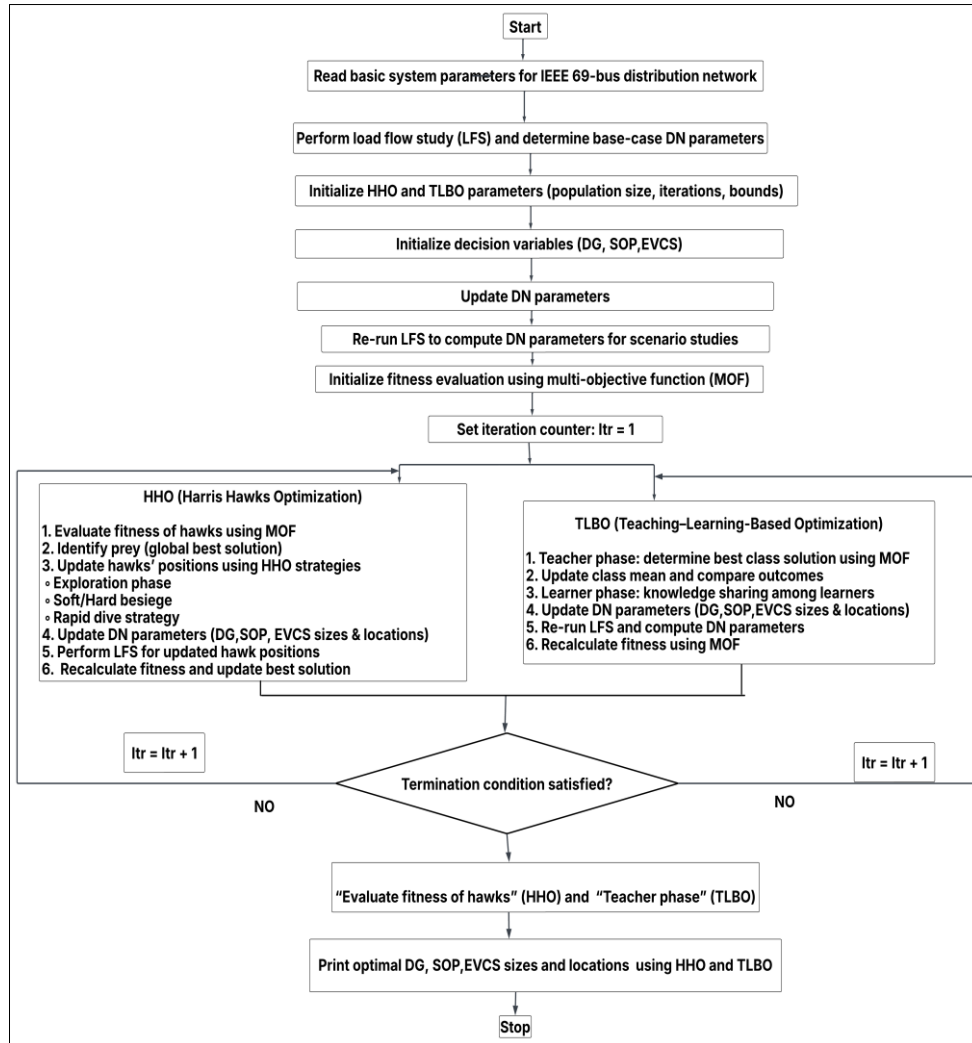 Start
Read basic system parameters for IEEE 69-bus distribution network
Perform load flow study (LFS) and determine base-case DN parameters
Initialize HHO and TLBO parameters (population size, iterations, bounds)
Initialize decision variables (DG, SOP,EVCS)
Update DN parameters
Re-run LFS to compute DN parameters for scenario studies
Initialize fitness evaluation using multi-objective function (MOF)
Set iteration counter: Itr = 1
HHO (Harris Hawks Optimization)
1. Evaluate fitness of hawks using MOF
2. Identify prey (global best solution)
3. Update hawks' positions using HHO strategies
◦ Exploration phase
◦ Soft/Hard besiege
◦ Rapid dive strategy
4. Update DN parameters (DG,SOP, EVCS sizes & locations)
5. Perform LFS for updated hawk positions
6. Recalculate fitness and update best solution
TLBO (Teaching–Learning-Based Optimization)
1. Teacher phase: determine best class solution using MOF
2. Update class mean and compare outcomes
3. Learner phase: knowledge sharing among learners
4. Update DN parameters (DG,SOP,EVCS sizes & locations)
5. Re-run LFS and compute DN parameters
6. Recalculate fitness using MOF
Itr = Itr + 1
Termination condition satisfied?
Itr = Itr + 1
NO
NO
“Evaluate fitness of hawks” (HHO) and “Teacher phase” (TLBO)
Print optimal DG, SOP,EVCS sizes and locations using HHO and TLBO
Stop